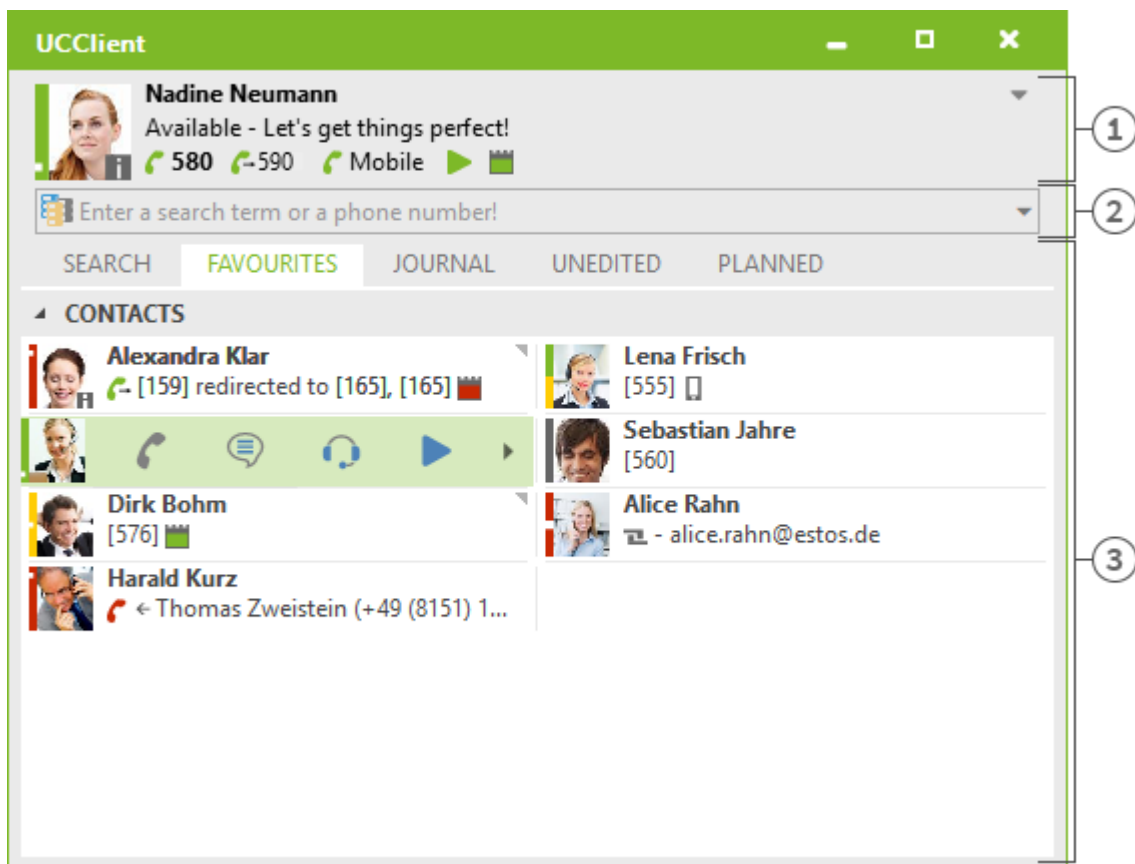 UCClient
Nadine Neumann
Available - Let's get things perfect!
580 590 Mobile
1
Enter a search term or a phone number!
2
SEARCH FAVOURITES JOURNAL UNEDITED PLANNED
CONTACTS
Alexandra Klar
[159] redirected to [165], [165]
Lena Frisch
[555]
Sebastian Jahre
[560]
Dirk Bohm
[576]
Alice Rahn
- alice.rahn@estos.de
Harald Kurz
← Thomas Zweistein (+49 (8151) 1...
3